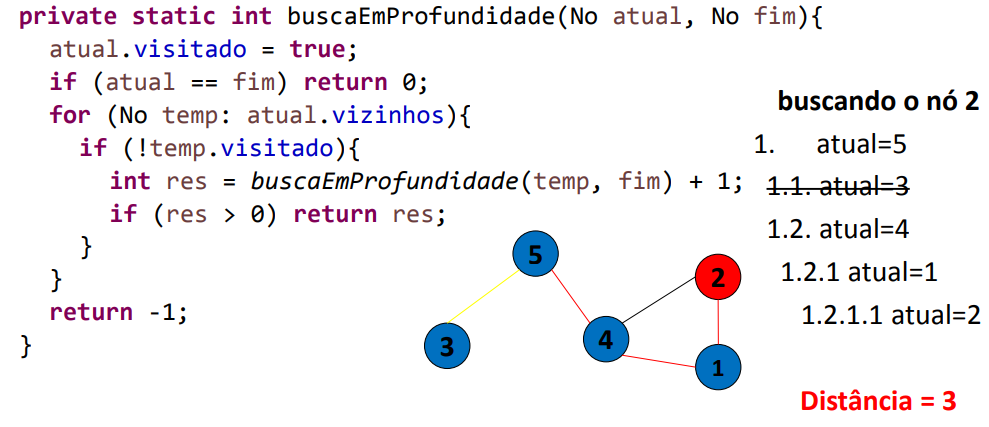 private static int buscaEmProfundidade(No atual, No fim){
atual.visitado = true;
if (atual == fim) return 0;
for (No temp: atual.vizinhos){
if (!temp.visitado){
int res = buscaEmProfundidade(temp, fim) + 1;
if (res > 0) return res;
}
}
return -1;
}
buscando o nó 2
1. atual=5
1.1. atual=3
1.2. atual=4
1.2.1 atual=1
1.2.1.1 atual=2
5
2
3
4
1
Distância = 3